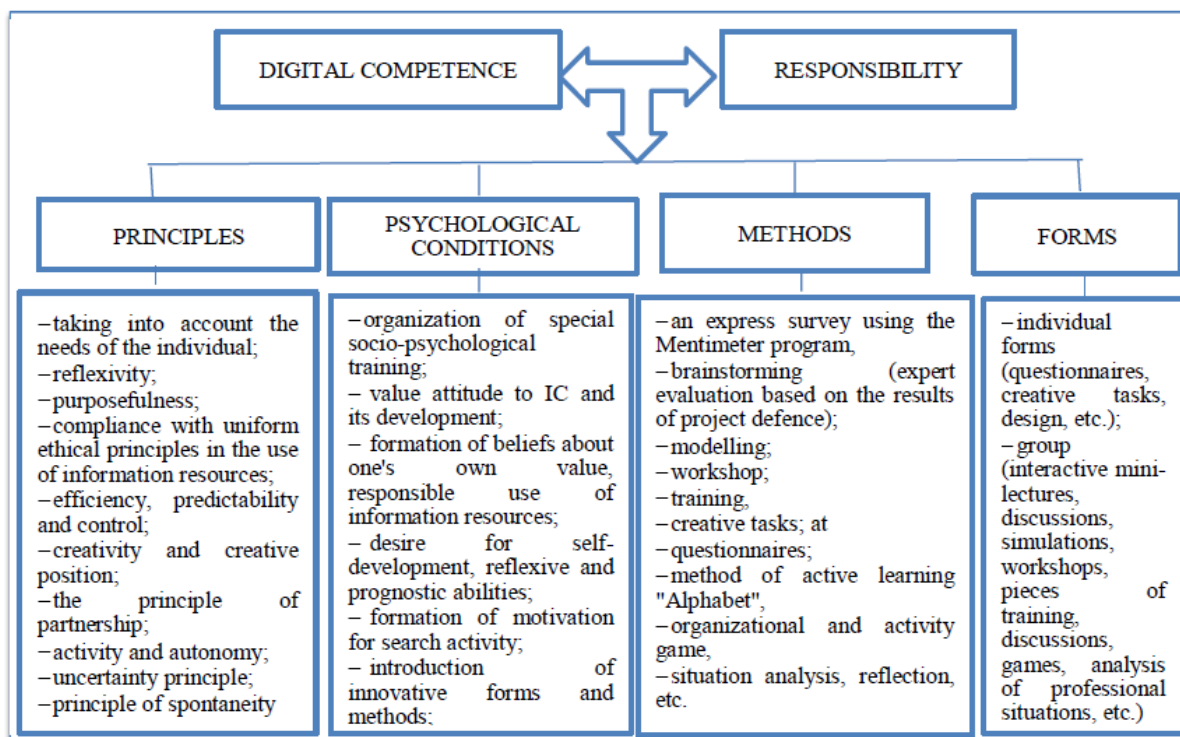 DIGITAL COMPETENCE
RESPONSIBILITY
PRINCIPLES
PSYCHOLOGICAL
CONDITIONS
METHODS
FORMS
–taking into account the
needs of the individual;
–reflexivity;
–purposefulness;
–compliance with uniform
ethical principles in the use
of information resources;
–efficiency, predictability
and control;
–creativity and creative
position;
–the principle of
partnership;
–activity and autonomy;
–uncertainty principle;
–principle of spontaneity
–organization of special
socio-psychological
training;
– value attitude to IC and
its development;
– formation of beliefs about
one's own value,
responsible use of
information resources;
– desire for self-
development, reflexive and
prognostic abilities;
– formation of motivation
for search activity;
– introduction of
innovative forms and
methods;
–an express survey using the
Mentimeter program,
–brainstorming (expert
evaluation based on the
results of project defence);
–modelling;
–workshop;
–training,
–creative tasks; at
–questionnaires;
–method of active learning
"Alphabet",
–organizational and activity
game,
–situation analysis, reflection,
etc.
– individual
forms
(questionnaires,
creative tasks,
design, etc.);
– group
(interactive mini-
lectures,
discussions,
simulations,
workshops,
pieces of
training,
discussions,
games, analysis
of professional
situations, etc.)